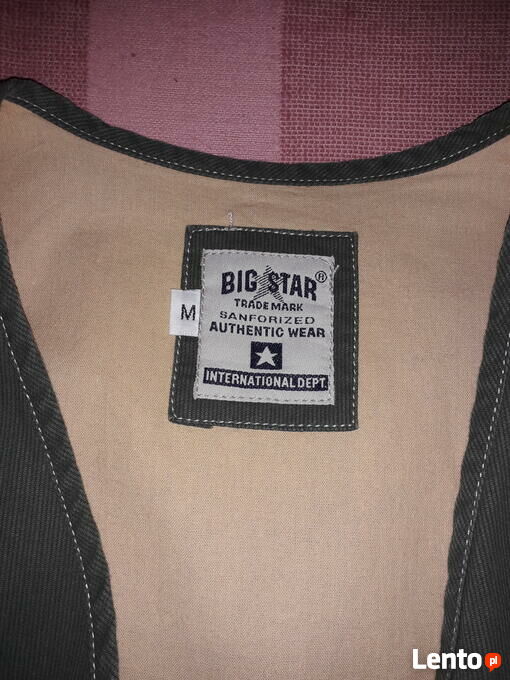 BIG STAR®
TRADE MARK
SANFORIZED
AUTHENTIC WEAR
INTERNATIONAL DEPT.
M
Lento.pl